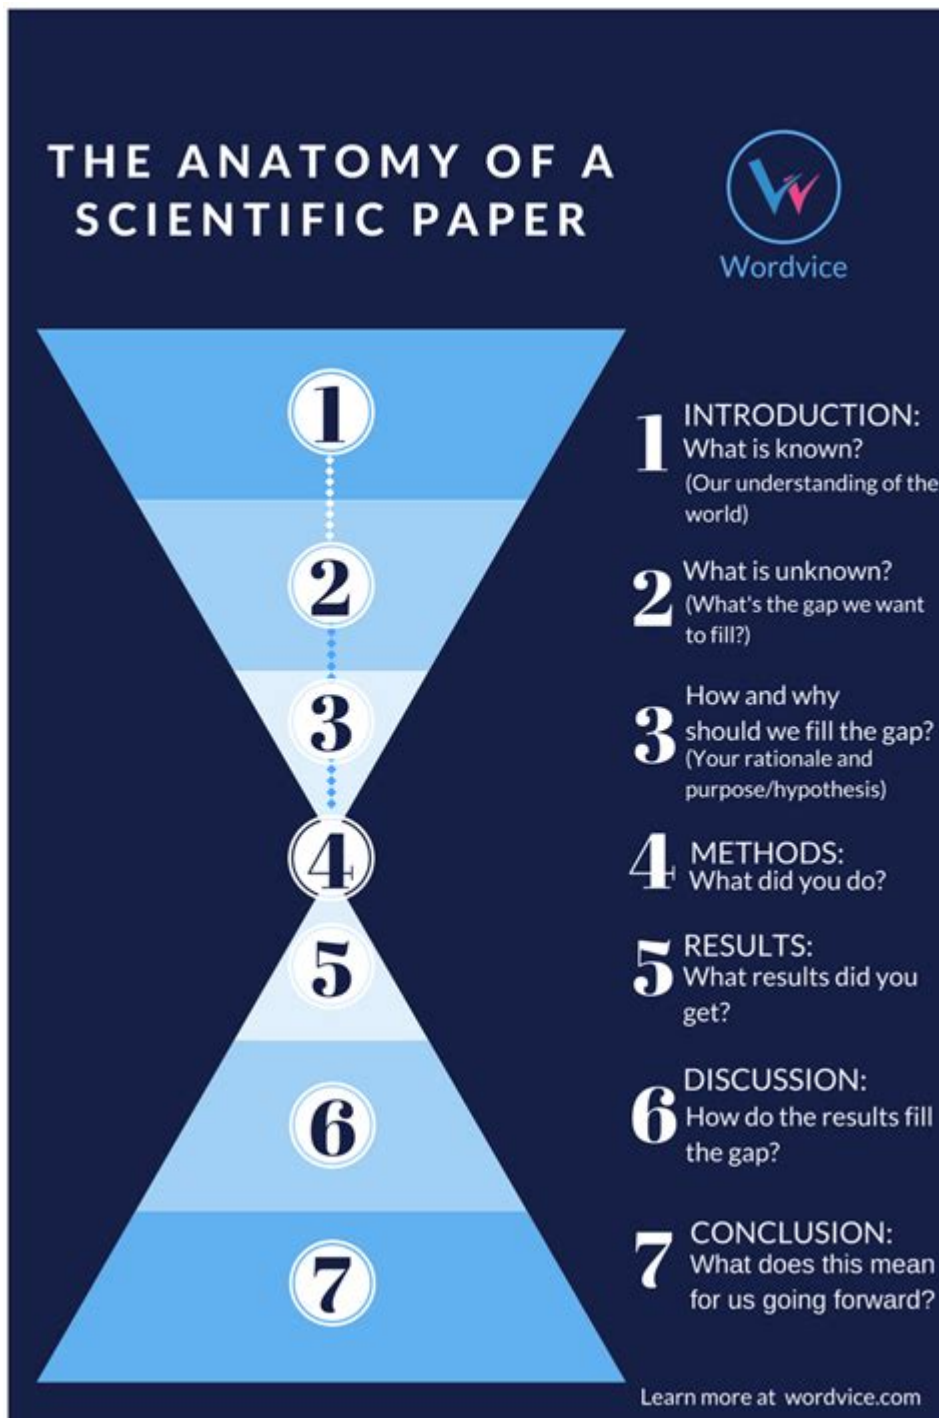 THE ANATOMY OF A
SCIENTIFIC PAPER
Wordvice
1
2
3
4
5
6
7
1 INTRODUCTION:
What is known?
(Our understanding of the
world)
2 What is unknown?
(What's the gap we want
to fill?)
3 How and why
should we fill the gap?
(Your rationale and
purpose/hypothesis)
4 METHODS:
What did you do?
5 RESULTS:
What results did you
get?
6 DISCUSSION:
How do the results fill
the gap?
7 CONCLUSION:
What does this mean
for us going forward?
Learn more at wordvice.com